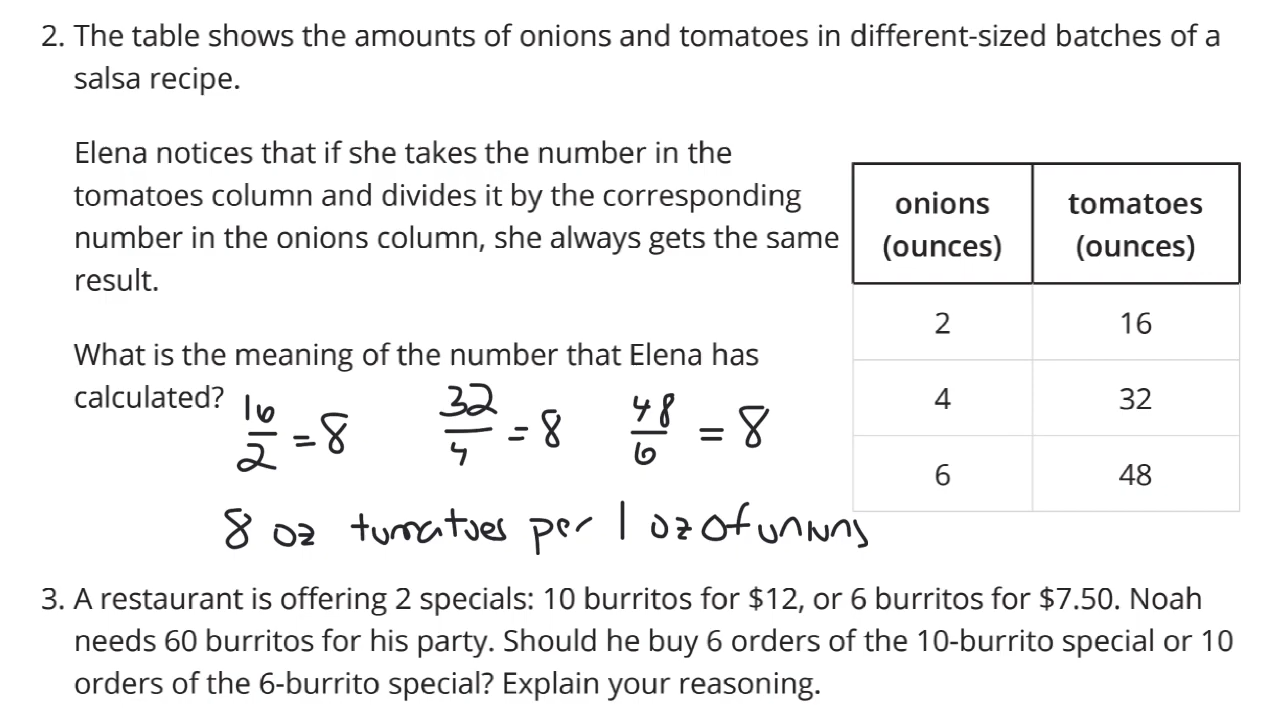 2. The table shows the amounts of onions and tomatoes in different-sized batches of a
salsa recipe.
Elena notices that if she takes the number in the
tomatoes column and divides it by the corresponding
number in the onions column, she always gets the same
result.
What is the meaning of the number that Elena has
calculated?
16/2 = 8 32/4 = 8 48/6 = 8
8 oz tomatoes per 1 oz of onions
onions (ounces) tomatoes (ounces)
2 16
4 32
6 48
3. A restaurant is offering 2 specials: 10 burritos for $12, or 6 burritos for $7.50. Noah
needs 60 burritos for his party. Should he buy 6 orders of the 10-burrito special or 10
orders of the 6-burrito special? Explain your reasoning.